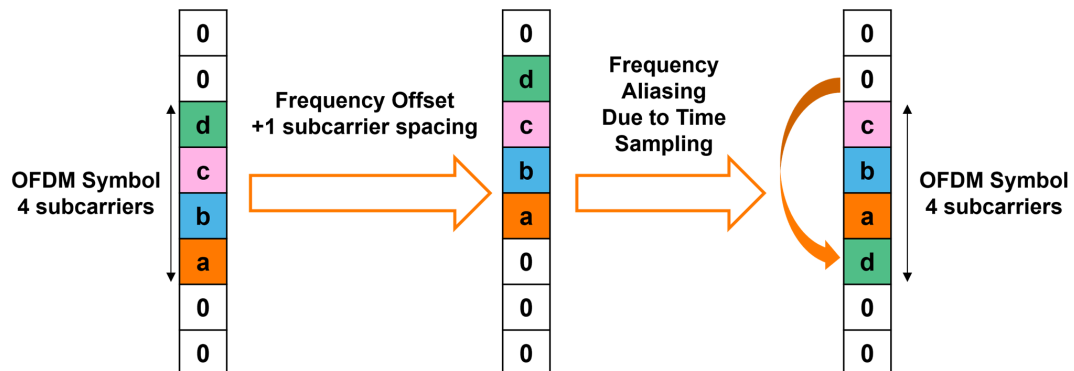 0
0
d
c
b
a
0
0
OFDM Symbol
4 subcarriers
Frequency Offset
+1 subcarrier spacing
0
d
c
b
a
0
0
0
Frequency
Aliasing
Due to Time
Sampling
0
0
c
b
a
d
0
0
OFDM Symbol
4 subcarriers